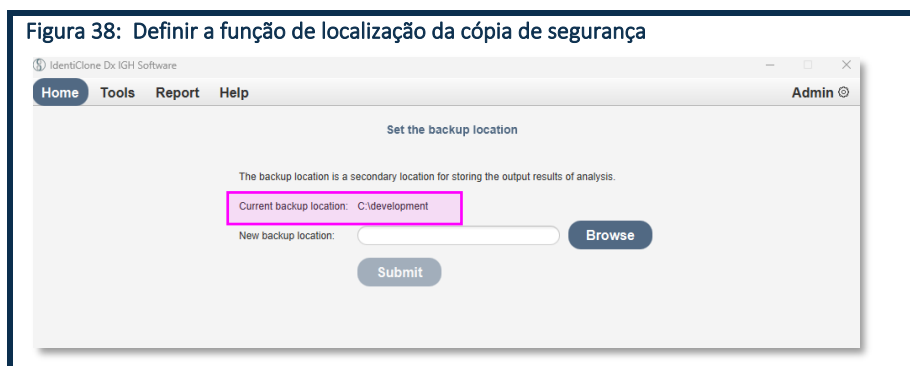 Figura 38: Definir a função de localização da cópia de segurança
IdentiClone Dx IGH Software
Home Tools Report Help Admin
Set the backup location
The backup location is a secondary location for storing the output results of analysis.
Current backup location: C:\development
New backup location: Browse
Submit